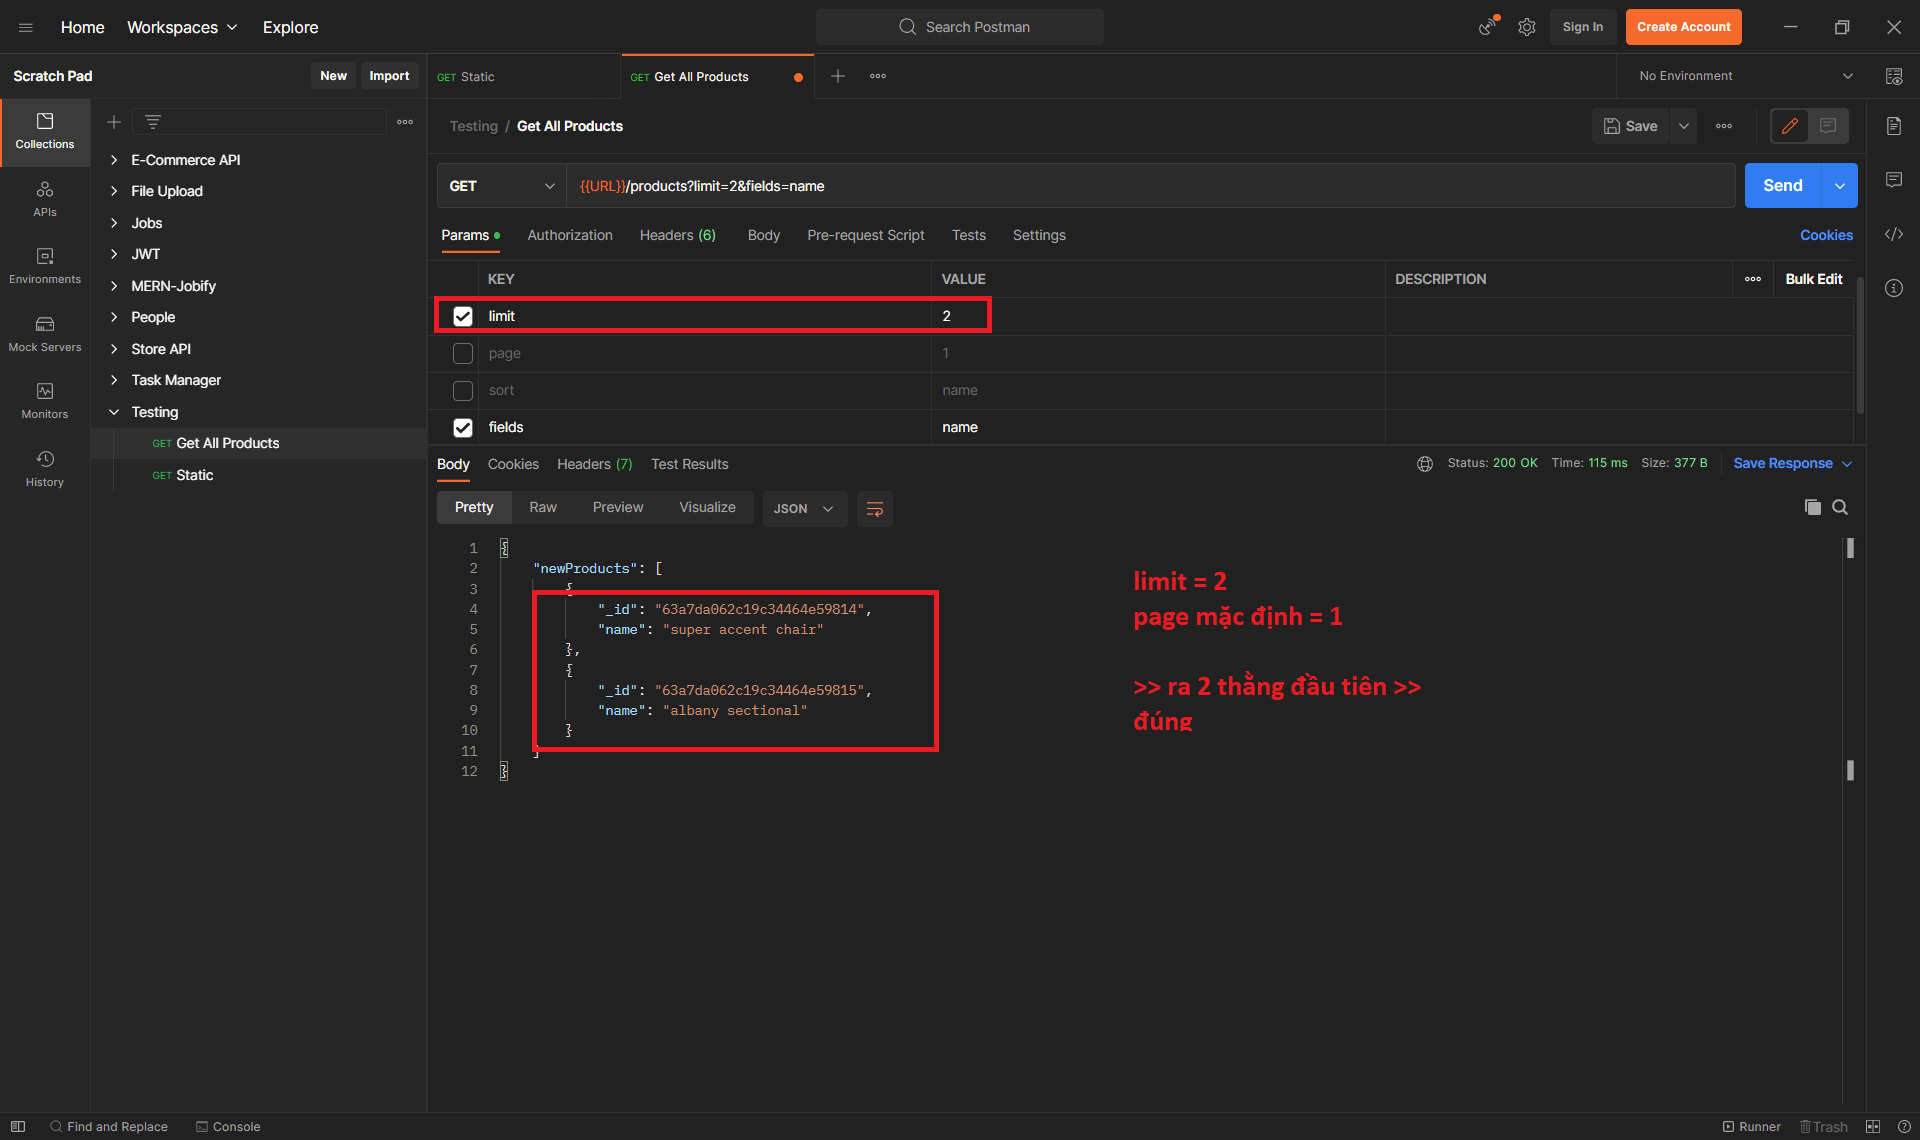 Home
Workspaces
Explore
Search Postman
Sign In
Create Account
Scratch Pad
New
Import
GET Static
GET Get All Products
No Environment
Collections
APIs
Environments
Mock Servers
Monitors
History
E-Commerce API
File Upload
Jobs
JWT
MERN-Jobify
People
Store API
Task Manager
Testing
GET Get All Products
GET Static
Testing / Get All Products
Save
GET
{{URL}}/products?limit=2&fields=name
Send
Params
Authorization
Headers (6)
Body
Pre-request Script
Tests
Settings
Cookies
KEY
VALUE
DESCRIPTION
Bulk Edit
limit
2
page
1
sort
name
fields
name
Body
Cookies
Headers (7)
Test Results
Status: 200 OK
Time: 115 ms
Size: 377 B
Save Response
Pretty
Raw
Preview
Visualize
JSON
1 {
2 "newProducts": [
3 {
4 "_id": "63a7da062c19c34464e59814",
5 "name": "super accent chair"
6 },
7 {
8 "_id": "63a7da062c19c34464e59815",
9 "name": "albany sectional"
10 }
11 ]
12 }
limit = 2
page mặc định = 1
>> ra 2 thằng đầu tiên >>
đúng
Find and Replace
Console
Runner
Trash